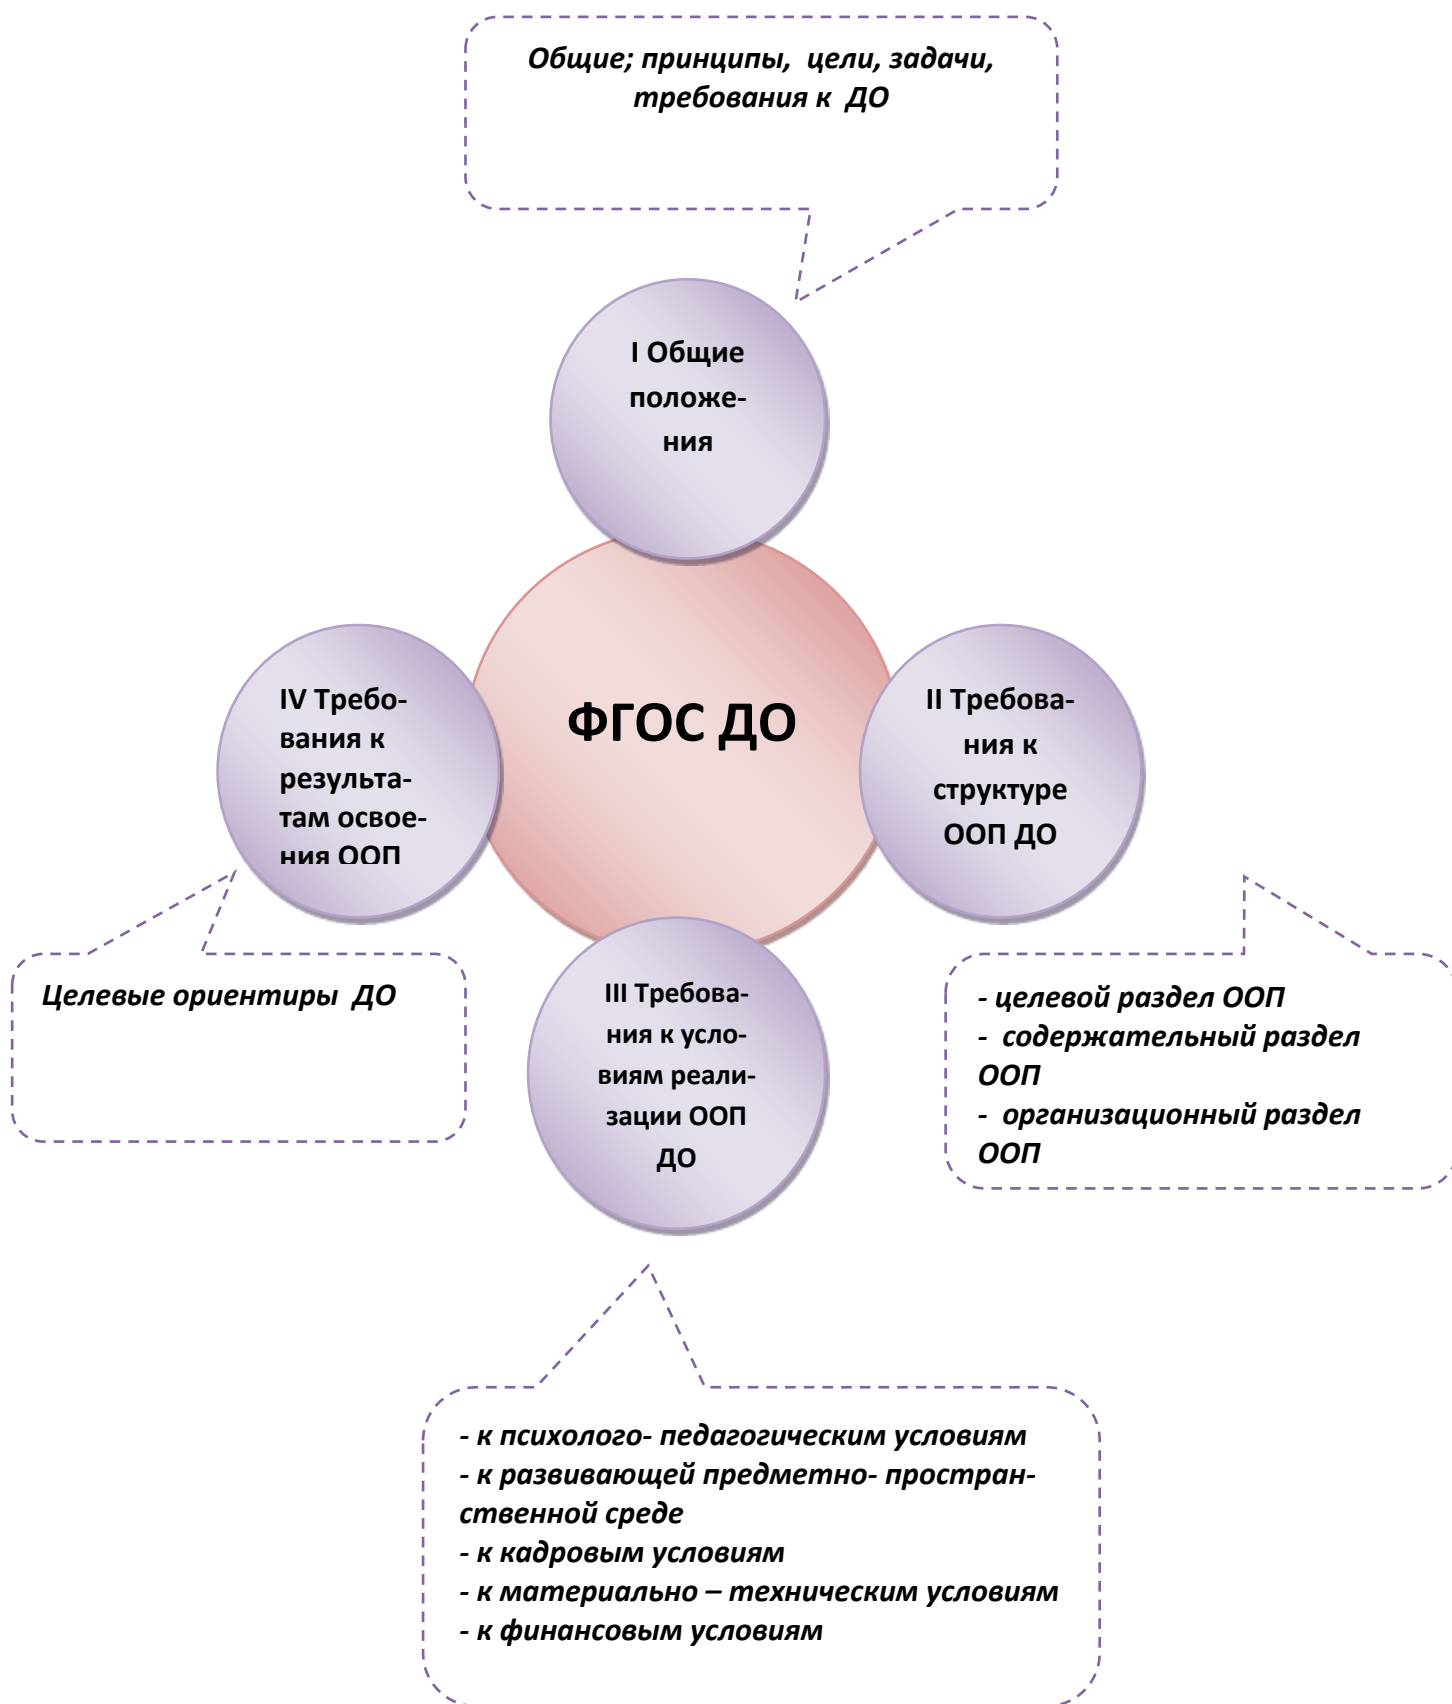 Общие; принципы, цели, задачи,
требования к ДО
I Общие
положе-
ния
ФГОС ДО
IV Требо-
вания к
результа-
там освое-
ния ООП
II Требова-
ния к
структуре
ООП ДО
Целевые ориентиры ДО
III Требова-
ния к усло-
виям реали-
зации ООП
ДО
- целевой раздел ООП
- содержательный раздел
ООП
- организационный раздел
ООП
- к психолого- педагогическим условиям
- к развивающей предметно- простран-
ственной среде
- к кадровым условиям
- к материально – техническим условиям
- к финансовым условиям